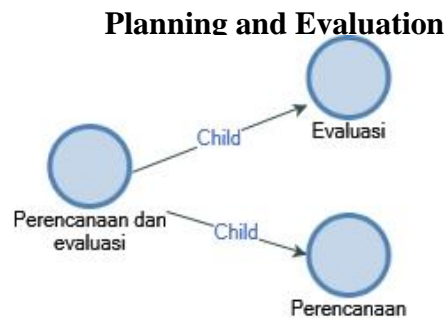 Planning and Evaluation
Child
Evaluasi
Perencanaan dan
evaluasi
Child
Perencanaan